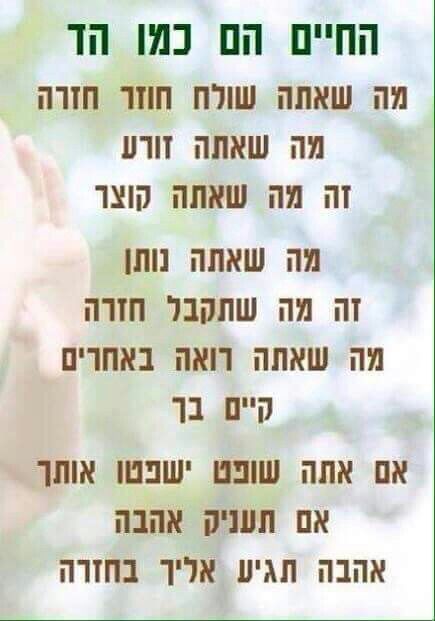 החיים הם כמו הד
מה שאתה שולח חוזר חזרה
מה שאתה זורע
זה מה שאתה קוצר
מה שאתה נותן
זה מה שתקבל חזרה
מה שאתה רואה באחרים
קיים בך
אם אתה שופט ישפטו אותך
אם תעניק אהבה
אהבה תגיע אליך בחזרה